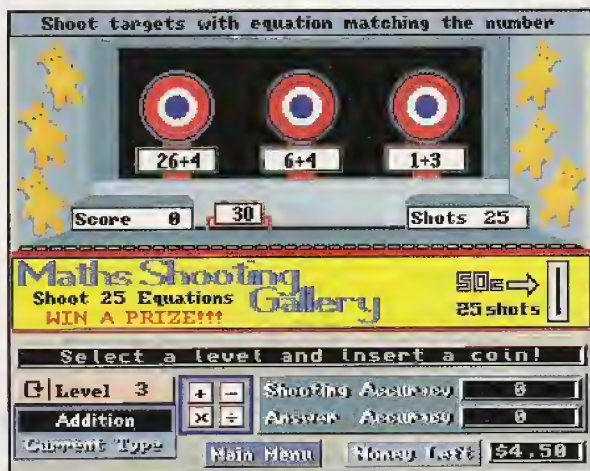 Shoot targets with equation matching the number
26+4 6+4 1+3
Score 0 30 Shots 25
Maths Shooting Gallery
Shoot 25 Equations
WIN A PRIZE!!!
50c
25 shots
Select a level and insert a coin!
Level 3
+ -
× ÷
Shooting Accuracy 0
Addition
Answer Accuracy 0
Current Type
Main Menu Money Left $4.50